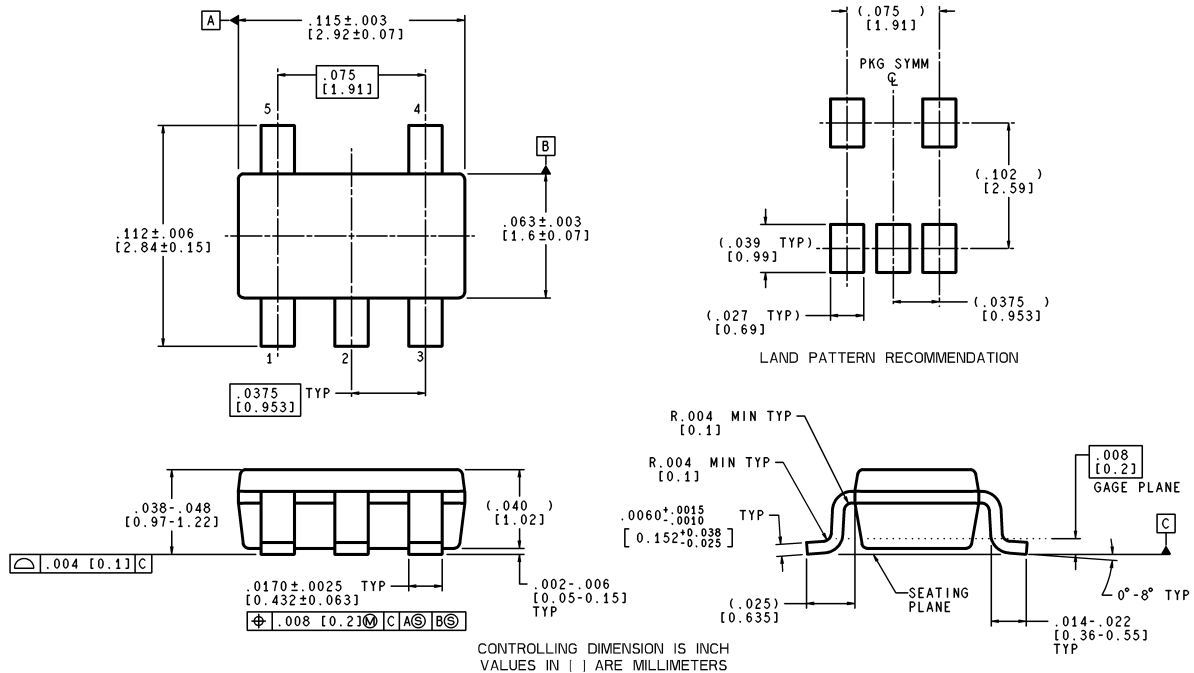 A
.115±.003
[2.92±0.07]
.075
[1.91]
5
4
B
.112±.006
[2.84±0.15]
.063±.003
[1.6±0.07]
1
2
3
.0375 TYP
[0.953]
(.075 )
[1.91]
PKG SYMM
℄
(.102 )
[2.59]
(.039 TYP)
[0.99]
(.027 TYP)
[0.69]
(.0375 )
[0.953]
LAND PATTERN RECOMMENDATION
.038-.048
[0.97-1.22]
(.040 )
[1.02]
⌓ .004 [0.1] C
.0170±.0025 TYP
[0.432±0.063]
⌖ .008 [0.2]Ⓜ C AⓈ BⓈ
.002-.006
[0.05-0.15]
TYP
R.004 MIN TYP
[0.1]
R.004 MIN TYP
[0.1]
.0060+.0015 -.0010 TYP
[0.152+0.038 -0.025]
.008
[0.2]
GAGE PLANE
C
SEATING
PLANE
0°-8° TYP
(.025)
[0.635]
.014-.022
[0.36-0.55]
TYP
CONTROLLING DIMENSION IS INCH
VALUES IN [ ] ARE MILLIMETERS